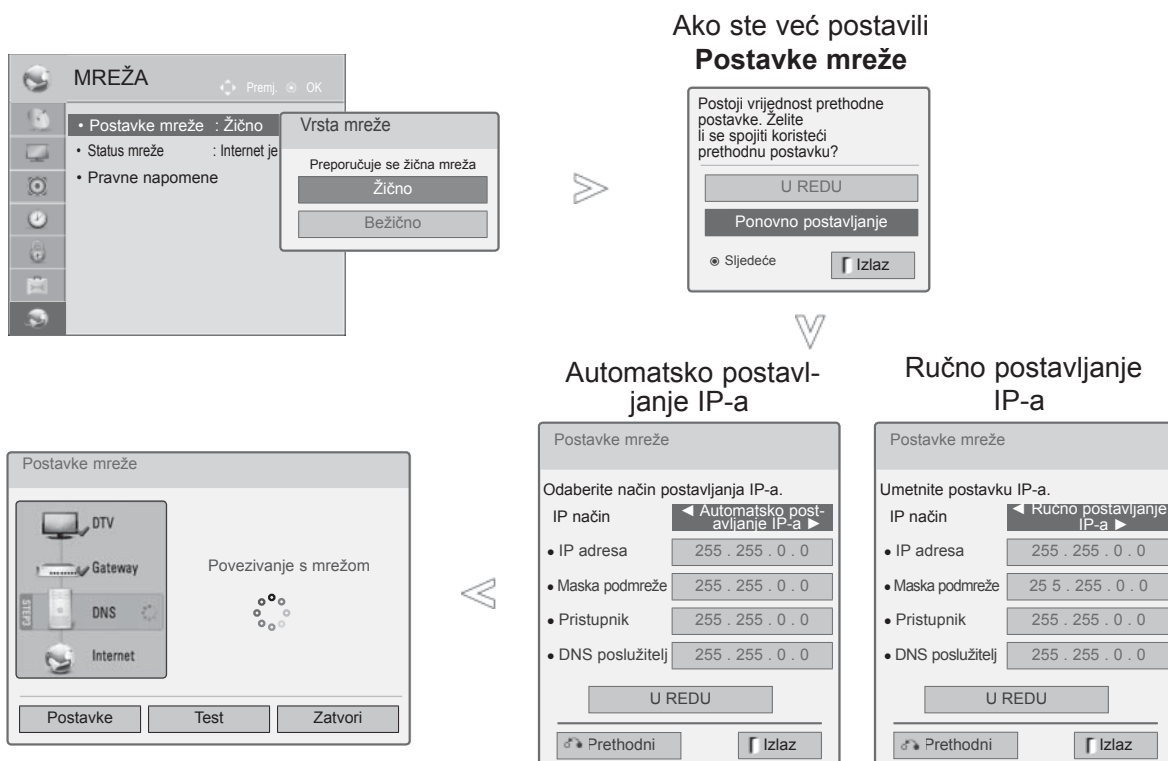 MREŽA
Premj. OK
• Postavke mreže : Žično
• Status mreže : Internet je
• Pravne napomene
Vrsta mreže
Preporučuje se žična mreža
Žično
Bežično
Ako ste već postavili
Postavke mreže
Postoji vrijednost prethodne
postavke. Želite
li se spojiti koristeći
prethodnu postavku?
U REDU
Ponovno postavljanje
Sljedeće
Izlaz
Automatsko postavl-
janje IP-a
Postavke mreže
Odaberite način postavljanja IP-a.
IP način ◄ Automatsko post-
avljanje IP-a ►
• IP adresa 255 . 255 . 0 . 0
• Maska podmreže 255 . 255 . 0 . 0
• Pristupnik 255 . 255 . 0 . 0
• DNS poslužitelj 255 . 255 . 0 . 0
U REDU
Prethodni Izlaz
Ručno postavljanje
IP-a
Postavke mreže
Umetnite postavku IP-a.
IP način ◄ Ručno postavljanje
IP-a ►
• IP adresa 255 . 255 . 0 . 0
• Maska podmreže 25 5 . 255 . 0 . 0
• Pristupnik 255 . 255 . 0 . 0
• DNS poslužitelj 255 . 255 . 0 . 0
U REDU
Prethodni Izlaz
Postavke mreže
DTV
Gateway
STEP3
DNS
Internet
Povezivanje s mrežom
Postavke Test Zatvori